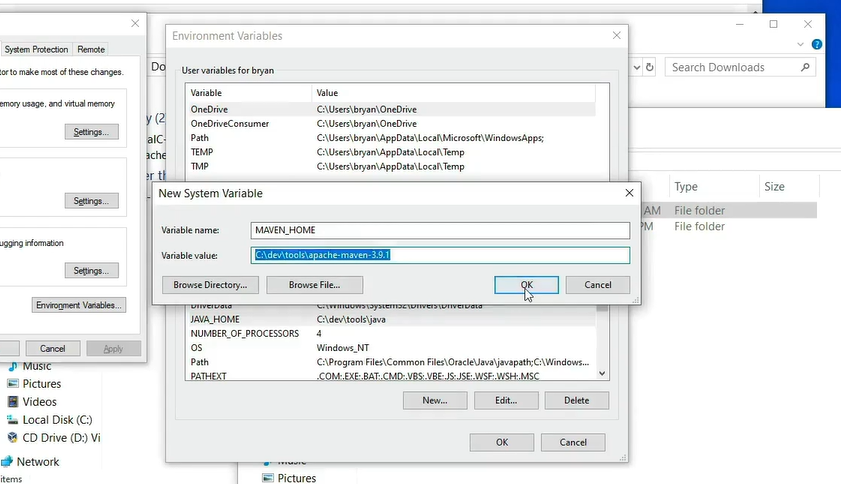 System Protection Remote
tor to make most of these changes.
emory usage, and virtual memory
Settings...
Settings...
ugging information
Settings...
Environment Variables...
Cancel Apply
Music
Pictures
Videos
Local Disk (C:)
CD Drive (D:) Vi
Network
items
Do
Search Downloads
Environment Variables
User variables for bryan
Variable Value
OneDrive C:\Users\bryan\OneDrive
OneDriveConsumer C:\Users\bryan\OneDrive
Path C:\Users\bryan\AppData\Local\Microsoft\WindowsApps;
TEMP C:\Users\bryan\AppData\Local\Temp
TMP C:\Users\bryan\AppData\Local\Temp
Type Size
AM File folder
PM File folder
New System Variable
Variable name: MAVEN_HOME
Variable value: C:\dev\tools\apache-maven-3.9.1
Browse Directory... Browse File... OK Cancel
DriverData C:\Windows\System32\Drivers\DriverData
JAVA_HOME C:\dev\tools\java
NUMBER_OF_PROCESSORS 4
OS Windows_NT
Path C:\Program Files\Common Files\Oracle\Java\javapath;C:\Windows...
PATHEXT .COM;.EXE;.BAT;.CMD;.VBS;.VBE;.JS;.JSE;.WSF;.WSH;.MSC
New... Edit... Delete
OK Cancel
Music
Pictures